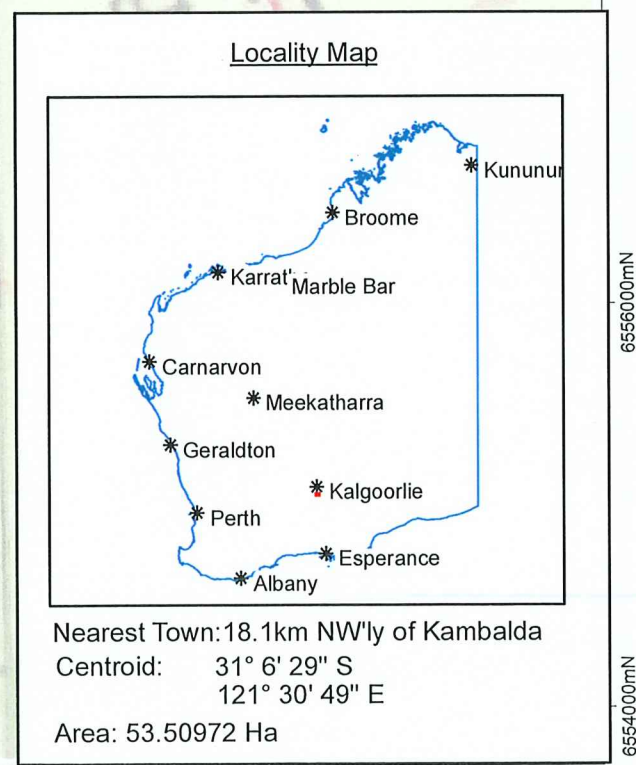 Locality Map
Kununur
Broome
Karrat'
Marble Bar
Carnarvon
Meekatharra
Geraldton
Kalgoorlie
Perth
Esperance
Albany
Nearest Town:18.1km NW'ly of Kambalda
Centroid: 31° 6' 29" S
121° 30' 49" E
Area: 53.50972 Ha
6556000mN
6554000mN